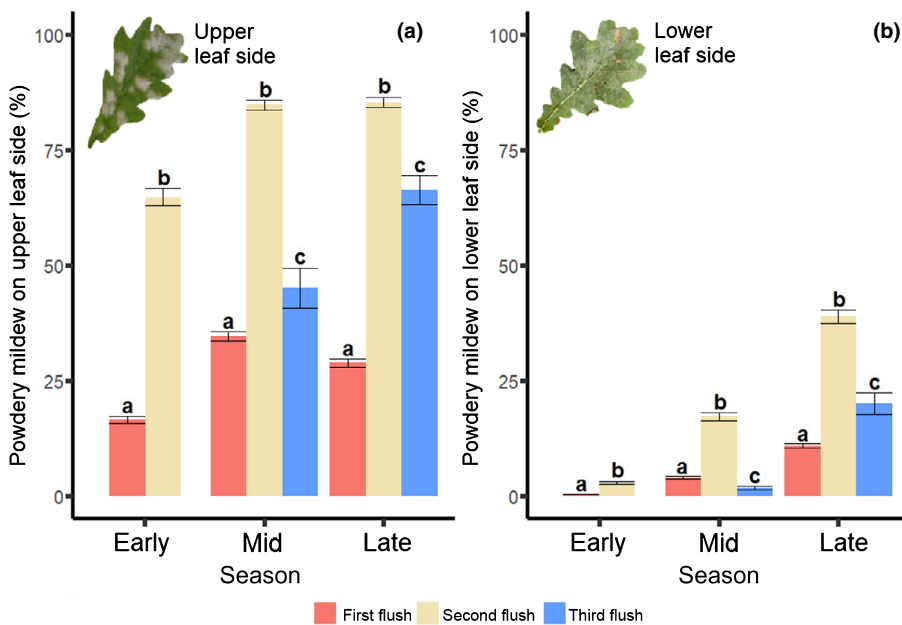 Upper
leaf side
(a)
Powdery mildew on upper leaf side (%)
100
75
50
25
0
a
b
a
b
c
a
b
c
Early
Mid
Late
Season
Lower
leaf side
(b)
Powdery mildew on lower leaf side (%)
100
75
50
25
0
a
b
a
b
c
a
b
c
Early
Mid
Late
Season
First flush
Second flush
Third flush